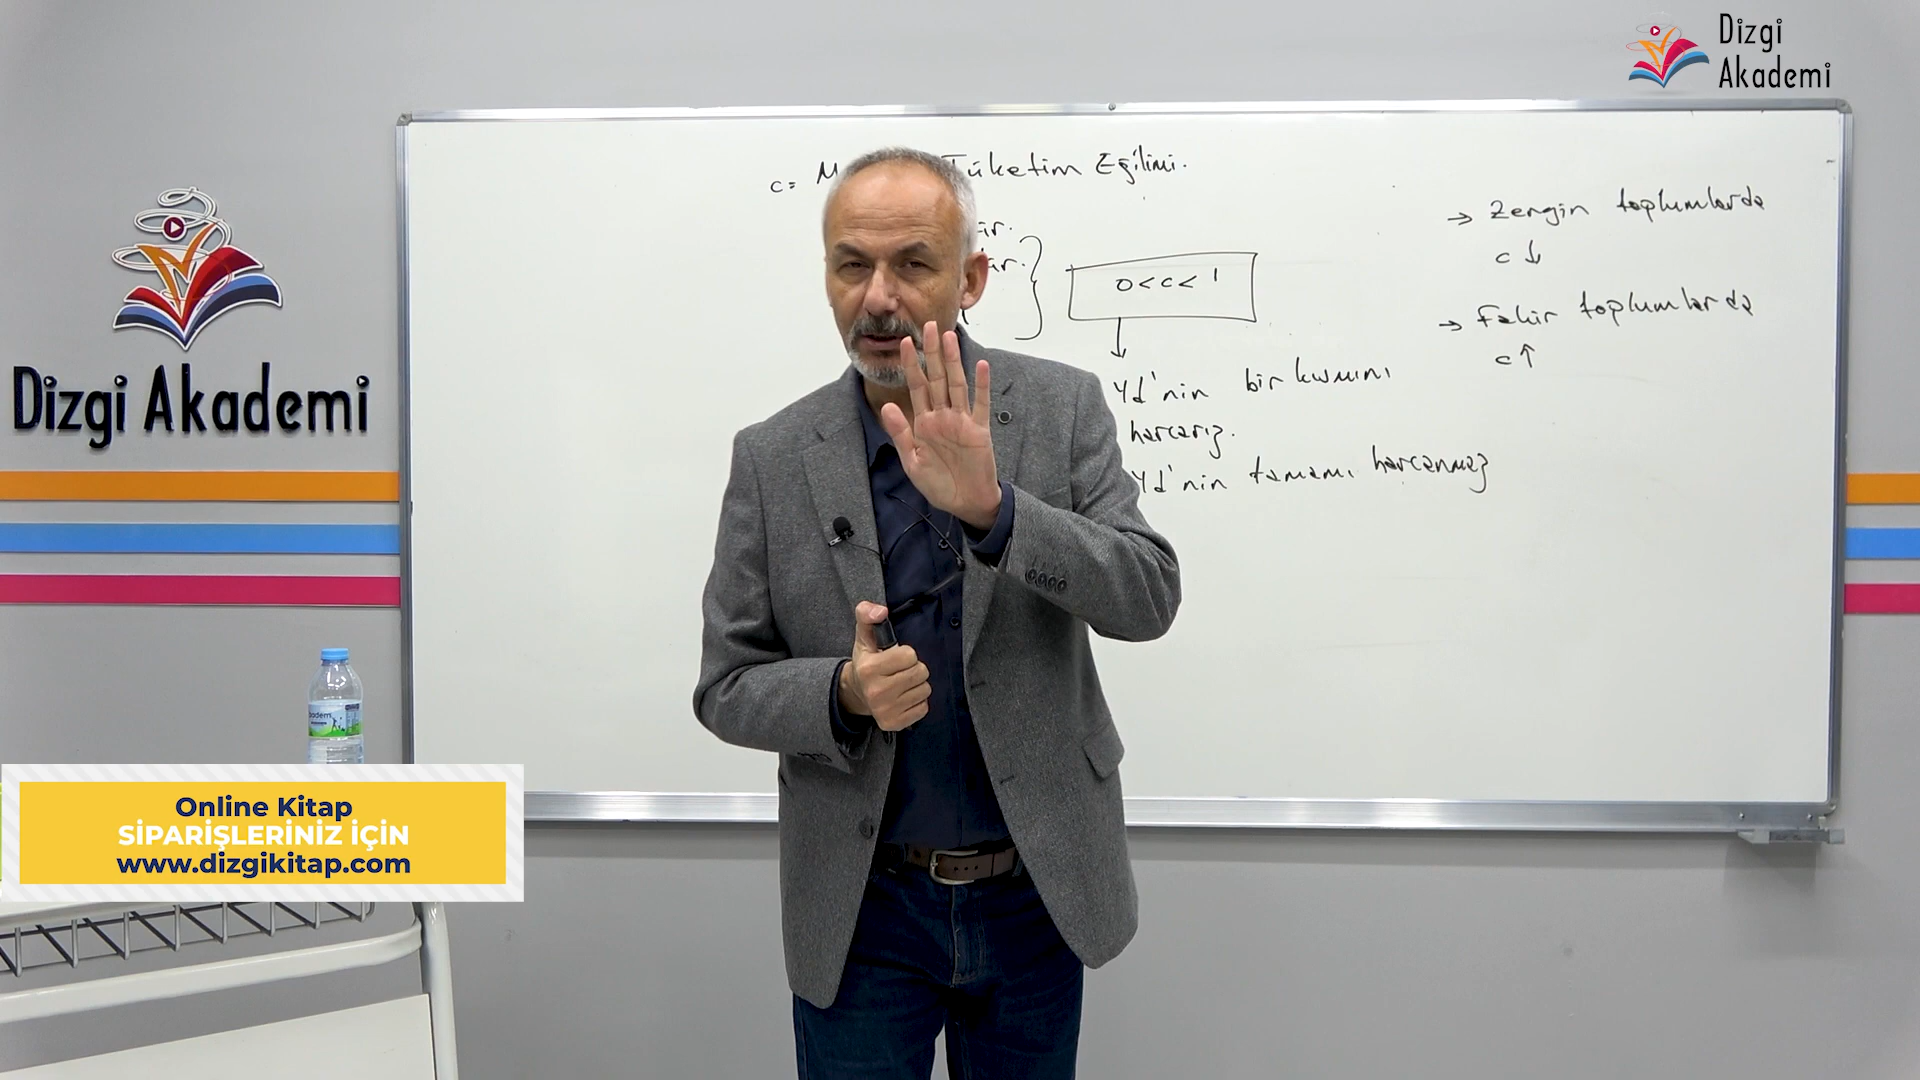 Dizgi
Akademi
c= Tüketim Eğilimi.
0<c< 1
Yd'nin bir kısmını
harcarız.
Yd'nin tamamı harcanmaz
→ Zengin toplumlarda
c ↓
→ Fakir toplumlarda
c ↑
Dizgi Akademi
Online Kitap
SİPARİŞLERİNİZ İÇİN
www.dizgikitap.com